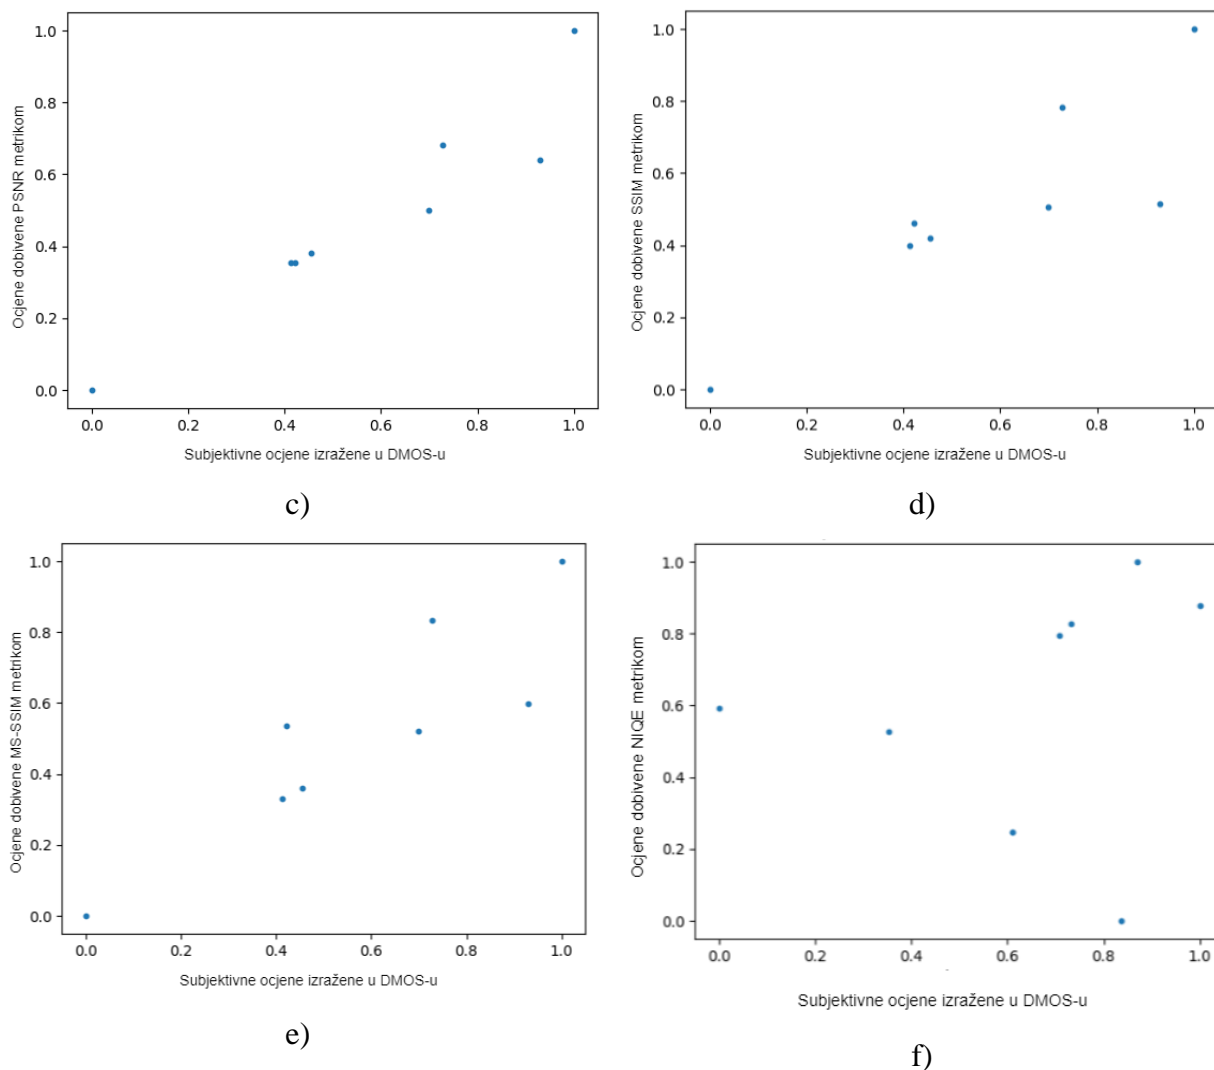 Ocjene dobivene PSNR metrikom
1.0
0.8
0.6
0.4
0.2
0.0
0.0 0.2 0.4 0.6 0.8 1.0
Subjektivne ocjene izražene u DMOS-u
c)
Ocjene dobivene SSIM metrikom
1.0
0.8
0.6
0.4
0.2
0.0
0.0 0.2 0.4 0.6 0.8 1.0
Subjektivne ocjene izražene u DMOS-u
d)
Ocjene dobivene MS-SSIM metrikom
1.0
0.8
0.6
0.4
0.2
0.0
0.0 0.2 0.4 0.6 0.8 1.0
Subjektivne ocjene izražene u DMOS-u
e)
Ocjene dobivene NIQE metrikom
1.0
0.8
0.6
0.4
0.2
0.0
0.0 0.2 0.4 0.6 0.8 1.0
Subjektivne ocjene izražene u DMOS-u
f)